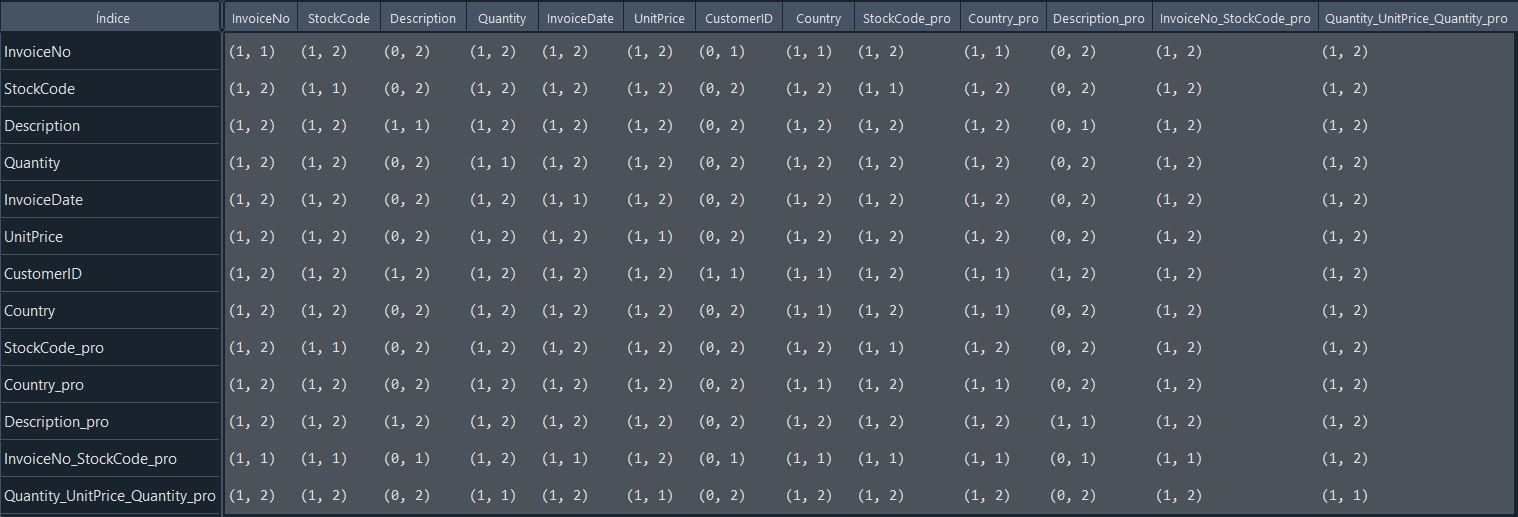 Índice InvoiceNo StockCode Description Quantity InvoiceDate UnitPrice CustomerID Country StockCode_pro Country_pro Description_pro InvoiceNo_StockCode_pro Quantity_UnitPrice_Quantity_pro
InvoiceNo (1, 1) (1, 2) (0, 2) (1, 2) (1, 2) (1, 2) (0, 1) (1, 1) (1, 2) (1, 1) (0, 2) (1, 2) (1, 2)
StockCode (1, 2) (1, 1) (0, 2) (1, 2) (1, 2) (1, 2) (0, 2) (1, 2) (1, 1) (1, 2) (0, 2) (1, 2) (1, 2)
Description (1, 2) (1, 2) (1, 1) (1, 2) (1, 2) (1, 2) (0, 2) (1, 2) (1, 2) (1, 2) (0, 1) (1, 2) (1, 2)
Quantity (1, 2) (1, 2) (0, 2) (1, 1) (1, 2) (1, 2) (0, 2) (1, 2) (1, 2) (1, 2) (0, 2) (1, 2) (1, 2)
InvoiceDate (1, 2) (1, 2) (0, 2) (1, 2) (1, 1) (1, 2) (0, 2) (1, 2) (1, 2) (1, 2) (0, 2) (1, 2) (1, 2)
UnitPrice (1, 2) (1, 2) (0, 2) (1, 2) (1, 2) (1, 1) (0, 2) (1, 2) (1, 2) (1, 2) (0, 2) (1, 2) (1, 2)
CustomerID (1, 2) (1, 2) (1, 2) (1, 2) (1, 2) (1, 2) (1, 1) (1, 1) (1, 2) (1, 1) (1, 2) (1, 2) (1, 2)
Country (1, 2) (1, 2) (0, 2) (1, 2) (1, 2) (1, 2) (0, 2) (1, 1) (1, 2) (1, 1) (0, 2) (1, 2) (1, 2)
StockCode_pro (1, 2) (1, 1) (0, 2) (1, 2) (1, 2) (1, 2) (0, 2) (1, 2) (1, 1) (1, 2) (0, 2) (1, 2) (1, 2)
Country_pro (1, 2) (1, 2) (0, 2) (1, 2) (1, 2) (1, 2) (0, 2) (1, 1) (1, 2) (1, 1) (0, 2) (1, 2) (1, 2)
Description_pro (1, 2) (1, 2) (1, 2) (1, 2) (1, 2) (1, 2) (0, 2) (1, 2) (1, 2) (1, 2) (1, 1) (1, 2) (1, 2)
InvoiceNo_StockCode_pro (1, 1) (1, 1) (0, 1) (1, 2) (1, 1) (1, 2) (0, 1) (1, 1) (1, 1) (1, 1) (0, 1) (1, 1) (1, 2)
Quantity_UnitPrice_Quantity_pro (1, 2) (1, 2) (0, 2) (1, 1) (1, 2) (1, 1) (0, 2) (1, 2) (1, 2) (1, 2) (0, 2) (1, 2) (1, 1)